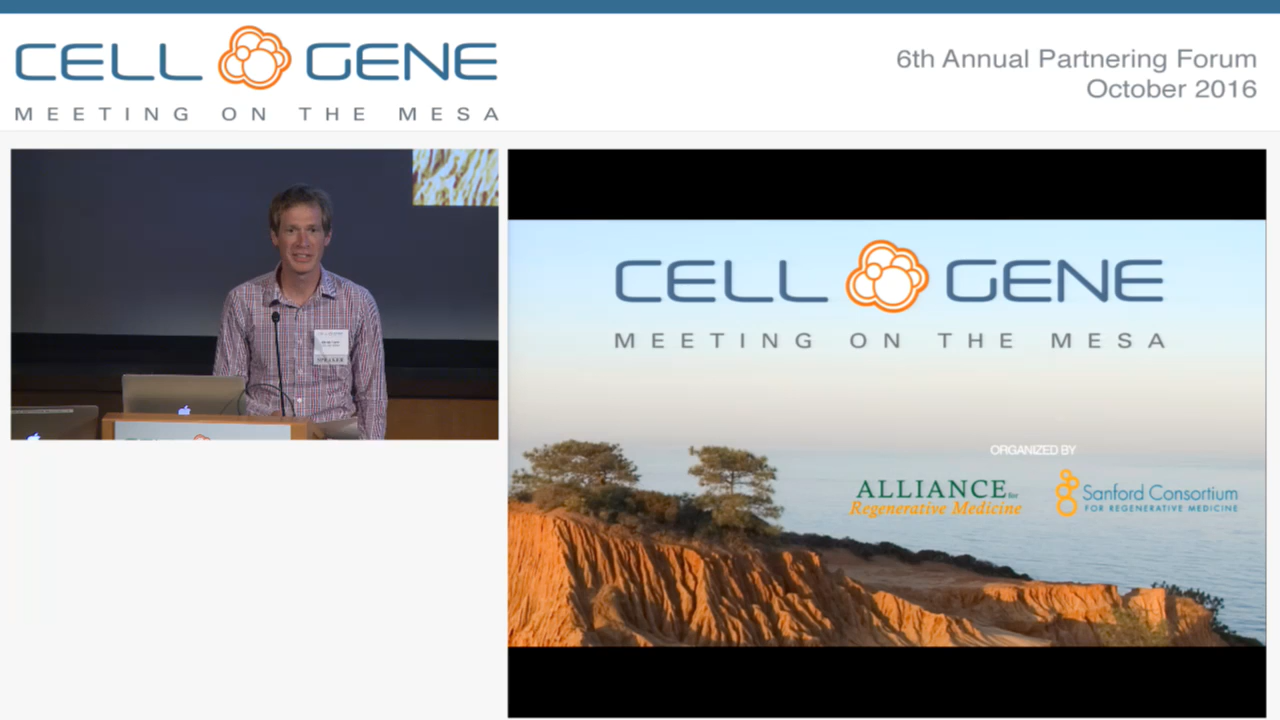 CELL GENE
MEETING ON THE MESA
6th Annual Partnering Forum
October 2016
SPEAKER
CELL GENE
MEETING ON THE MESA
ORGANIZED BY
ALLIANCE for
Regenerative Medicine
Sanford Consortium
FOR REGENERATIVE MEDICINE